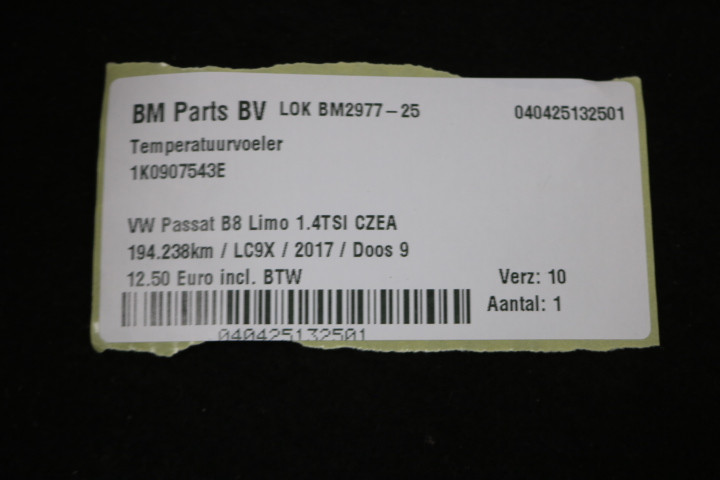 BM Parts BV LOK BM2977-25 040425132501
Temperatuurvoeler
1K0907543E
VW Passat B8 Limo 1.4TSI CZEA
194.238km / LC9X / 2017 / Doos 9
12.50 Euro incl. BTW Verz: 10
Aantal: 1
040425132501